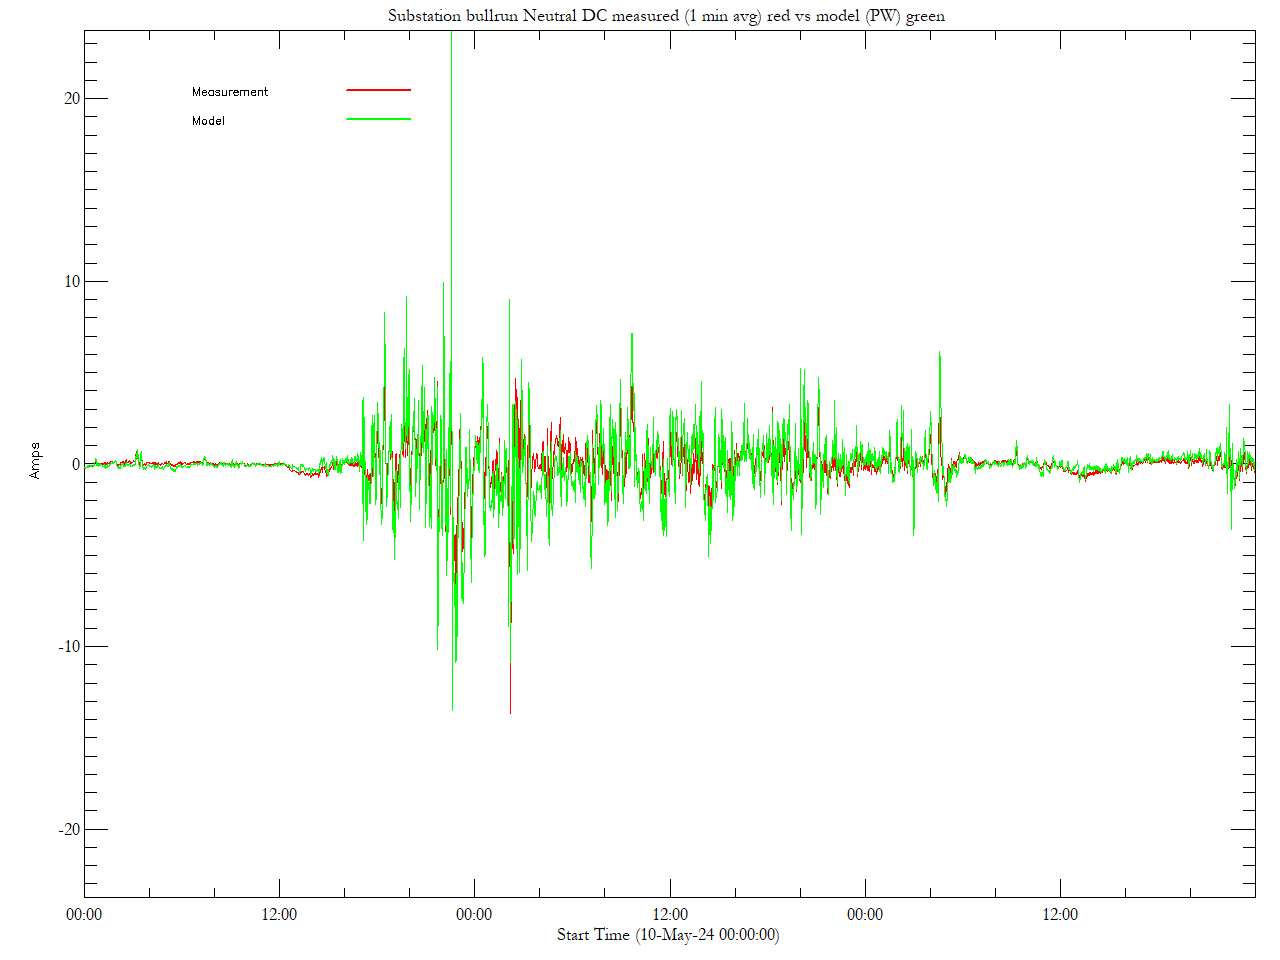 Substation bullrun Neutral DC measured (1 min avg) red vs model (PW) green
Measurement
Model
20
10
0
-10
-20
Amps
00:00 12:00 00:00 12:00 00:00 12:00
Start Time (10-May-24 00:00:00)